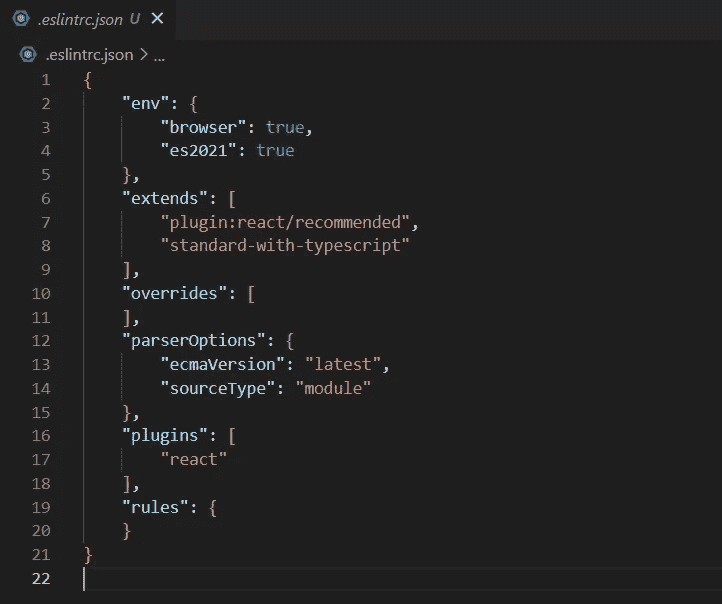 .eslintrc.json U ✕
.eslintrc.json > ...
1 {
2     "env": {
3         "browser": true,
4         "es2021": true
5     },
6     "extends": [
7         "plugin:react/recommended",
8         "standard-with-typescript"
9     ],
10     "overrides": [
11     ],
12     "parserOptions": {
13         "ecmaVersion": "latest",
14         "sourceType": "module"
15     },
16     "plugins": [
17         "react"
18     ],
19     "rules": {
20     }
21 }
22